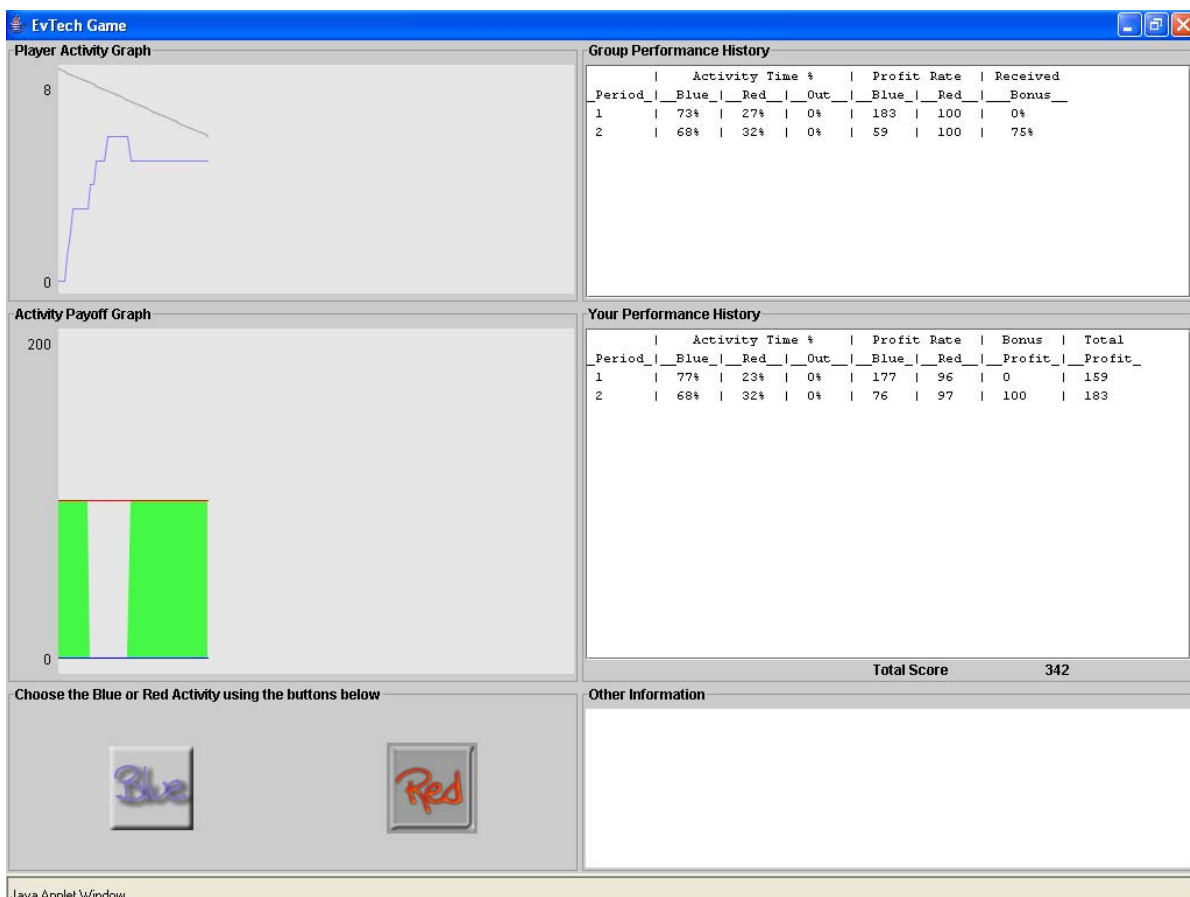 EvTech Game
Player Activity Graph
8
0
Group Performance History
| Activity Time % | Profit Rate | Received
_Period_|__Blue_|__Red__|__Out__|__Blue_|__Red__|___Bonus__
1 | 73% | 27% | 0% | 183 | 100 | 0%
2 | 68% | 32% | 0% | 59 | 100 | 75%
Activity Payoff Graph
200
0
Your Performance History
| Activity Time % | Profit Rate | Bonus | Total
_Period_|__Blue_|__Red__|__Out__|__Blue_|__Red__|__Profit_|__Profit_
1 | 77% | 23% | 0% | 177 | 96 | 0 | 159
2 | 68% | 32% | 0% | 76 | 97 | 100 | 183
Total Score 342
Choose the Blue or Red Activity using the buttons below
Blue Red
Other Information
Java Applet Window